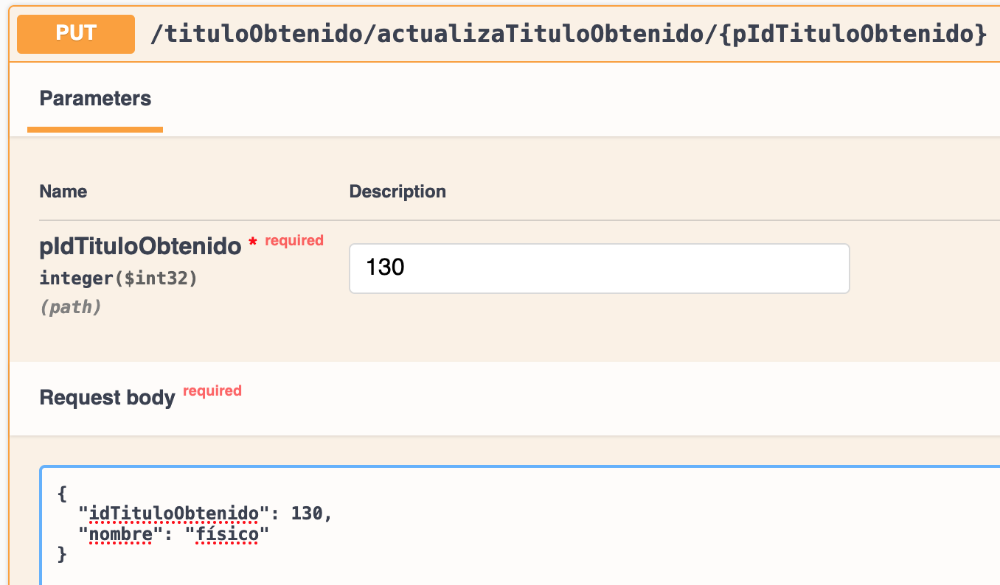 PUT /tituloObtenido/actualizaTituloObtenido/{pIdTituloObtenido}
Parameters
Name Description
pIdTituloObtenido * required
130
integer($int32)
(path)
Request body required
{
"idTituloObtenido": 130,
"nombre": "físico"
}